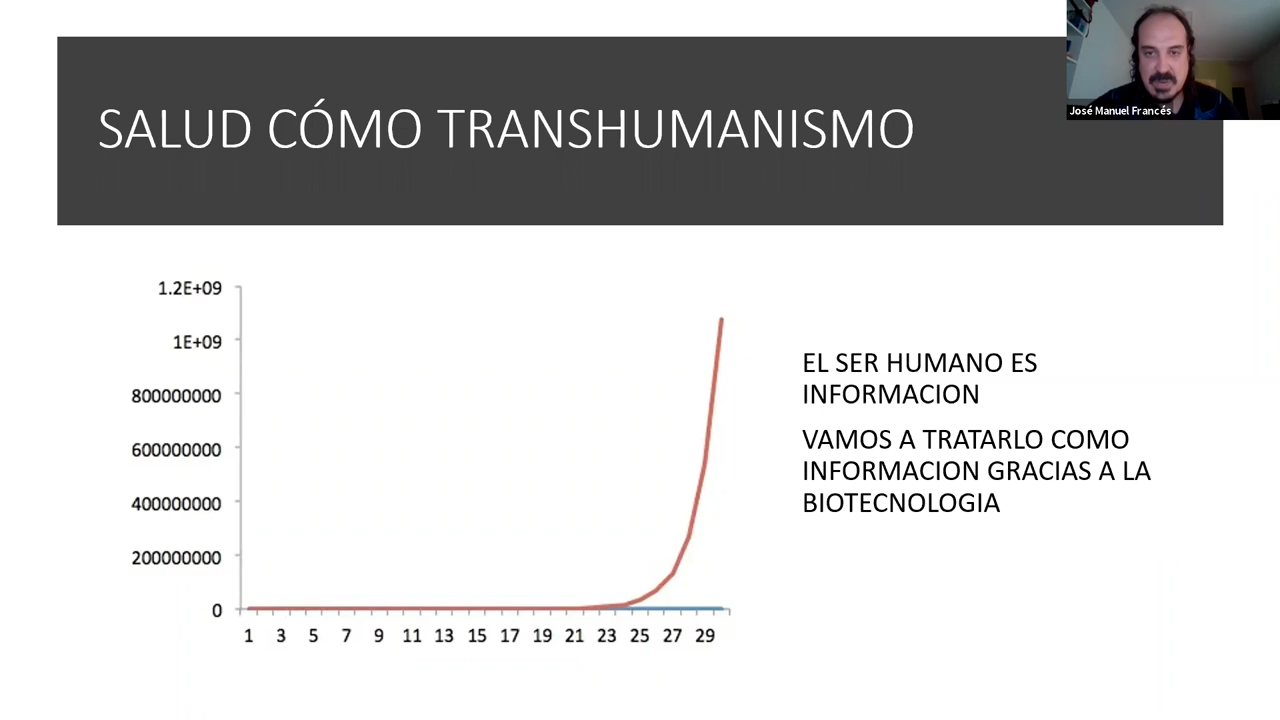 José Manuel Francés
SALUD CÓMO TRANSHUMANISMO
1.2E+09
1E+09
800000000
600000000
400000000
200000000
0
1 3 5 7 9 11 13 15 17 19 21 23 25 27 29
EL SER HUMANO ES
INFORMACION
VAMOS A TRATARLO COMO
INFORMACION GRACIAS A LA
BIOTECNOLOGIA